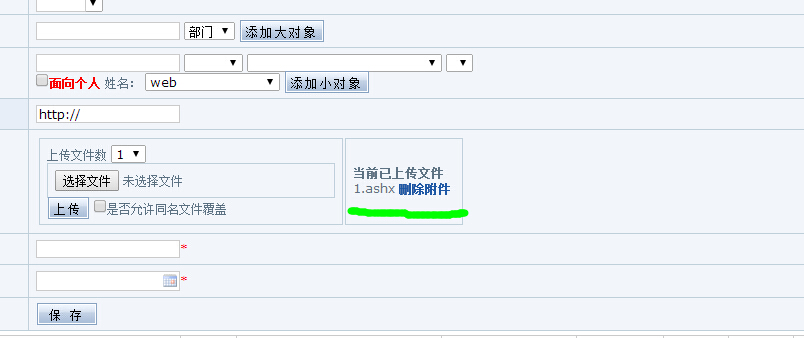 部门 添加大对象
面向个人 姓名： web 添加小对象
http://
上传文件数 1
选择文件 未选择文件
上传 是否允许同名文件覆盖
当前已上传文件
1.ashx 删除附件
*
*
保 存